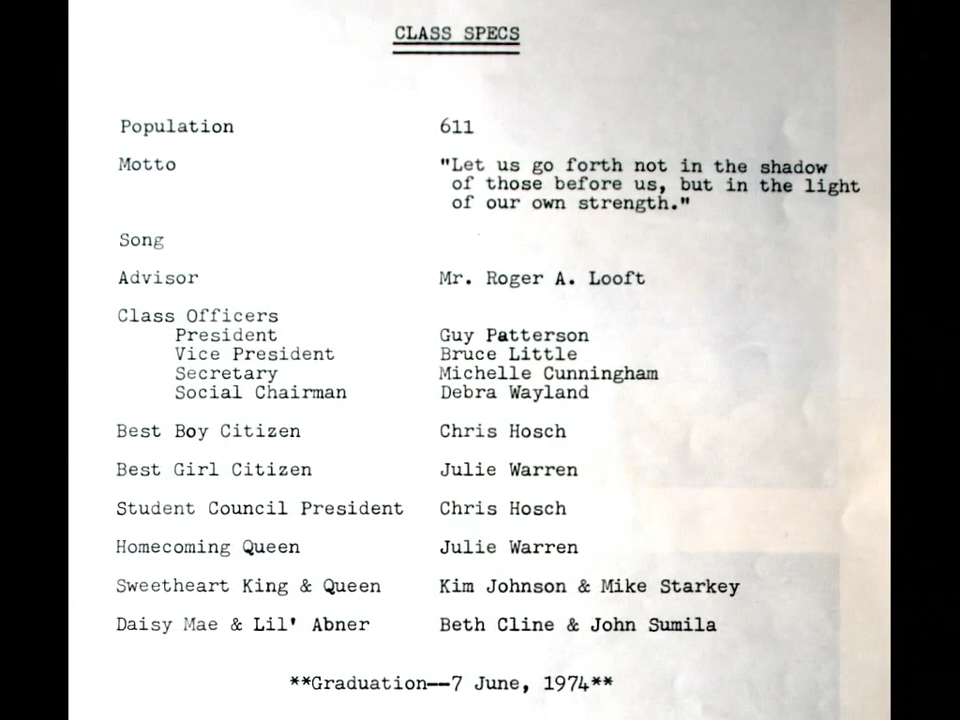 CLASS SPECS
Population 611
Motto "Let us go forth not in the shadow
of those before us, but in the light
of our own strength."
Song
Advisor Mr. Roger A. Looft
Class Officers
President Guy Patterson
Vice President Bruce Little
Secretary Michelle Cunningham
Social Chairman Debra Wayland
Best Boy Citizen Chris Hosch
Best Girl Citizen Julie Warren
Student Council President Chris Hosch
Homecoming Queen Julie Warren
Sweetheart King & Queen Kim Johnson & Mike Starkey
Daisy Mae & Lil' Abner Beth Cline & John Sumila
**Graduation--7 June, 1974**